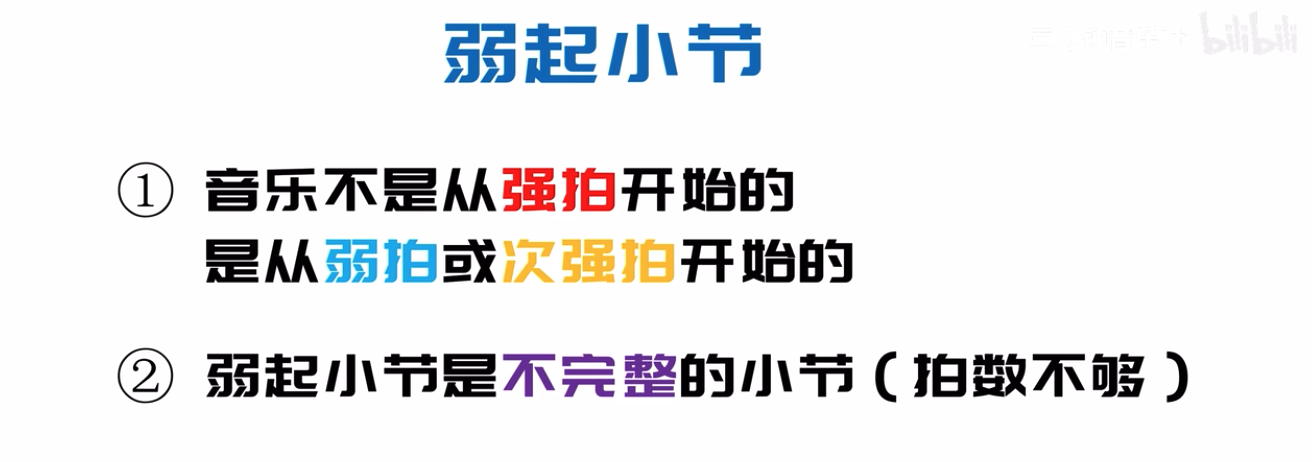 弱起小节
bilibili
① 音乐不是从强拍开始的
是从弱拍或次强拍开始的
② 弱起小节是不完整的小节（拍数不够）